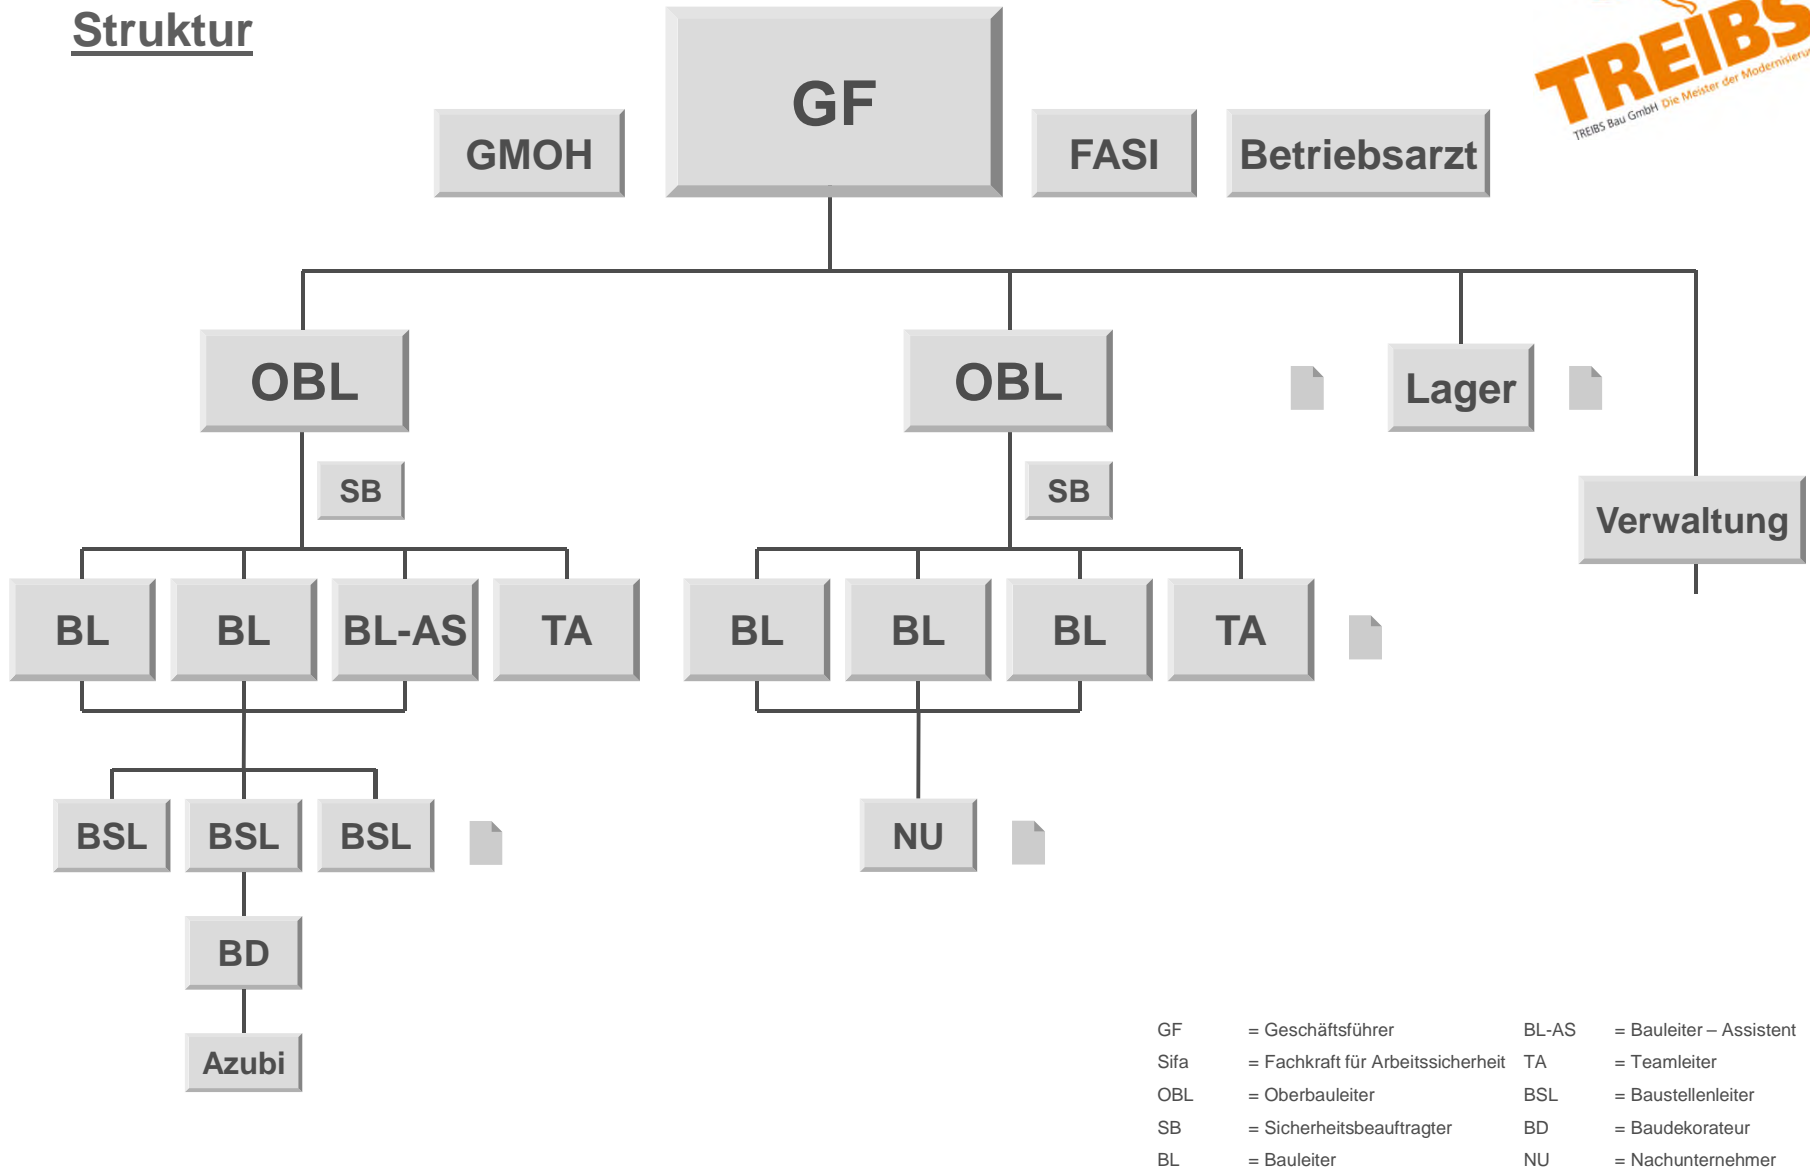 Struktur
TREIBS
TREIBS Bau GmbH Die Meister der Modernisierung
GF
GMOH
FASI
Betriebsarzt
OBL
OBL
Lager
SB
SB
Verwaltung
BL
BL
BL-AS
TA
BL
BL
BL
TA
BSL
BSL
BSL
NU
BD
Azubi
GF = Geschäftsführer
Sifa = Fachkraft für Arbeitssicherheit
OBL = Oberbauleiter
SB = Sicherheitsbeauftragter
BL = Bauleiter
BL-AS = Bauleiter – Assistent
TA = Teamleiter
BSL = Baustellenleiter
BD = Baudekorateur
NU = Nachunternehmer